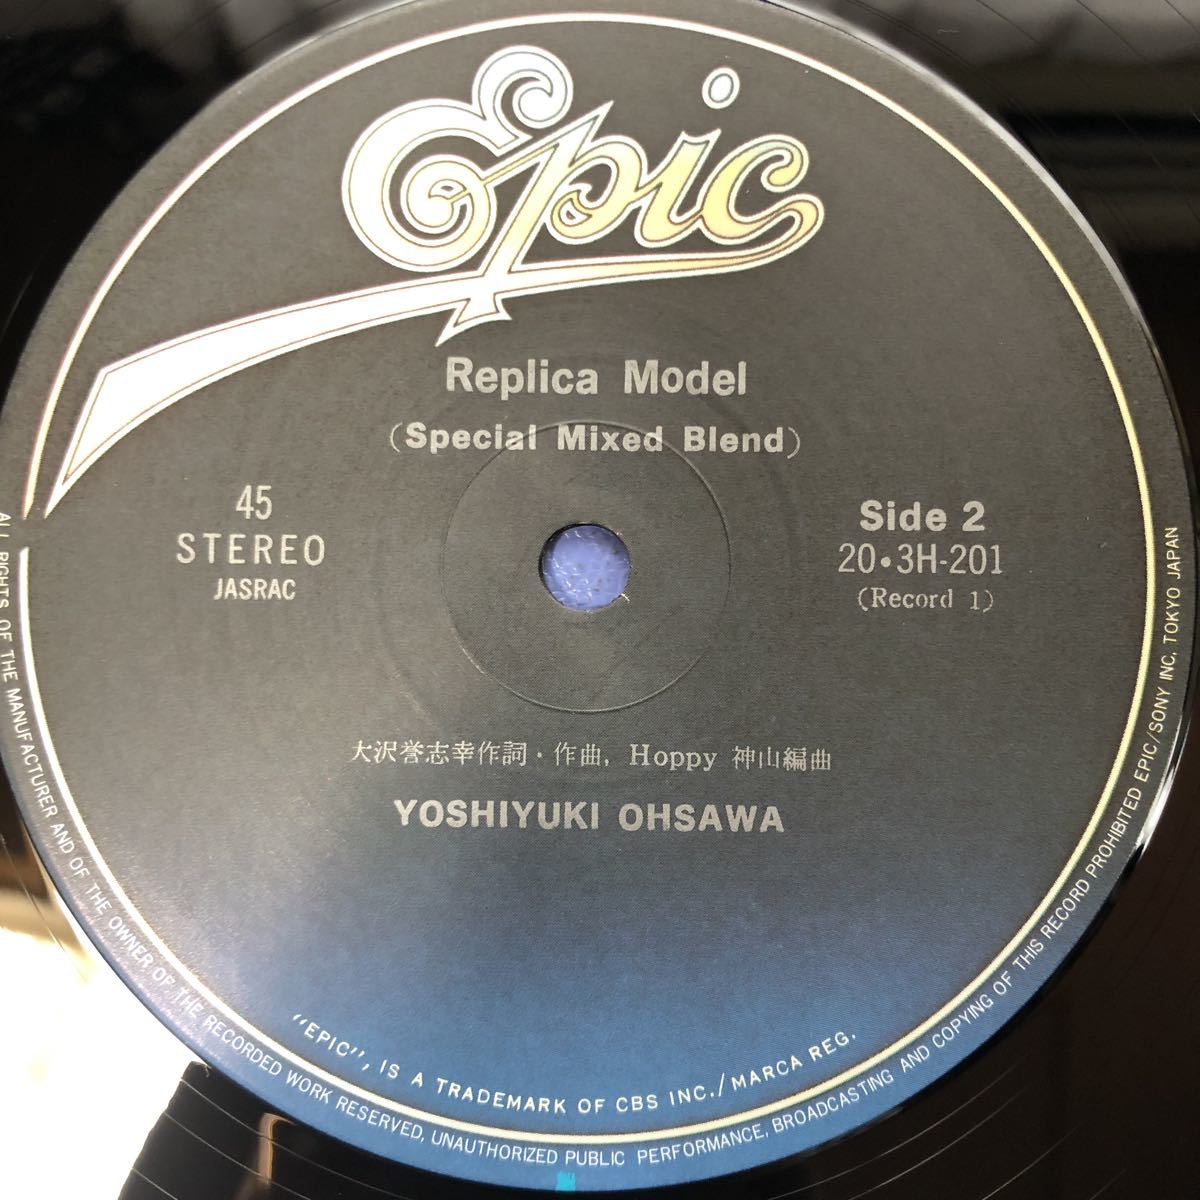 Epic
Replica Model
(Special Mixed Blend)
45
STEREO
JASRAC
Side 2
20・3H-201
(Record 1)
大沢誉志幸作詞・作曲, Hoppy 神山編曲
YOSHIYUKI OHSAWA
"EPIC", IS A TRADEMARK OF CBS INC./MARCA REG.
ALL RIGHTS OF THE MANUFACTURER AND OF THE OWNER OF THE RECORDED WORK RESERVED, UNAUTHORIZED PUBLIC PERFORMANCE, BROADCASTING AND COPYING OF THIS RECORD PROHIBITED EPIC/SONY INC, TOKYO JAPAN